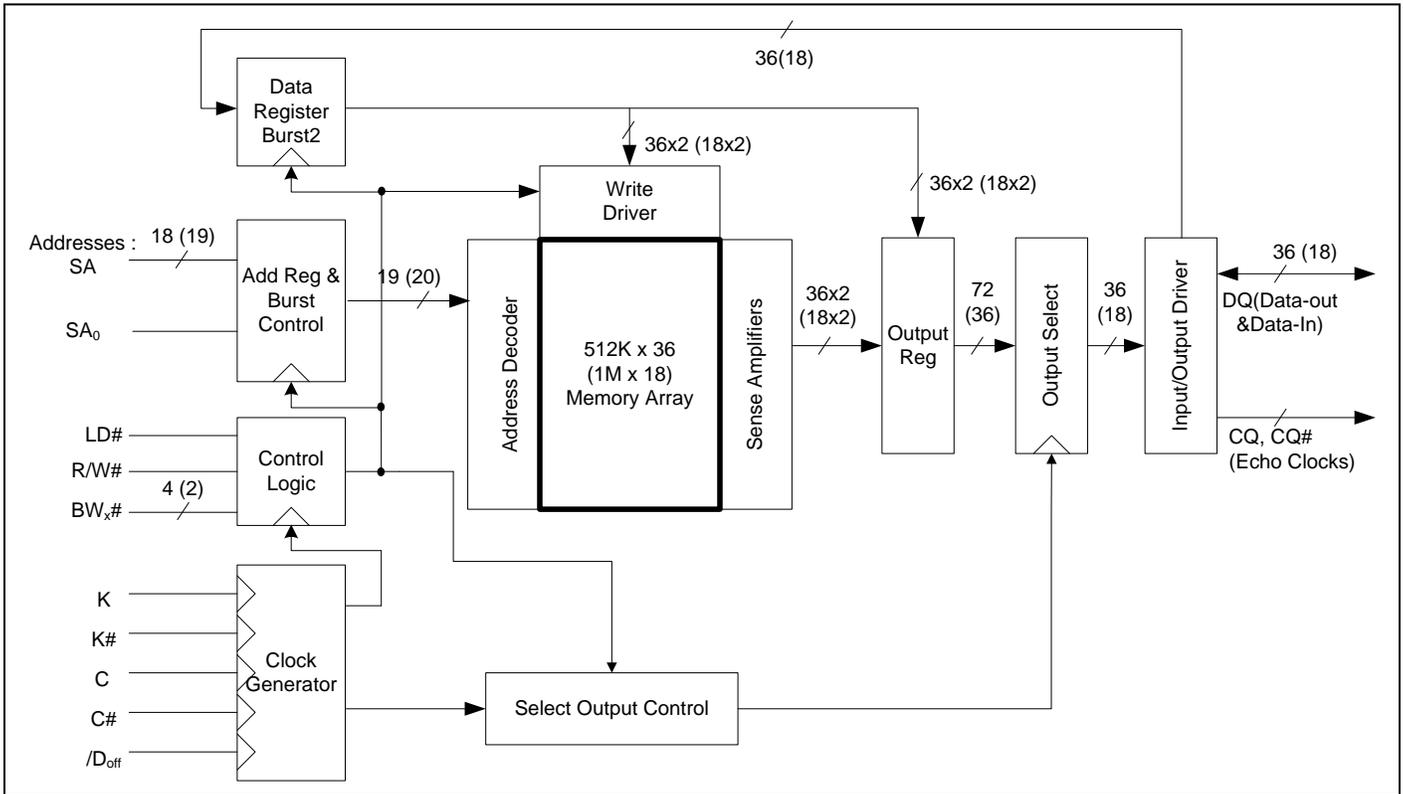 36(18)
Data
Register
Burst2
36x2 (18x2)
36x2 (18x2)
Write
Driver
Addresses :
SA
18 (19)
SA0
Add Reg &
Burst
Control
19 (20)
Address Decoder
512K x 36
(1M x 18)
Memory Array
Sense Amplifiers
36x2
(18x2)
Output
Reg
72
(36)
Output Select
36
(18)
Input/Output Driver
36 (18)
DQ(Data-out
&Data-In)
CQ, CQ#
(Echo Clocks)
LD#
R/W#
4 (2)
BWx#
Control
Logic
K
K#
C
C#
/Doff
Clock
Generator
Select Output Control